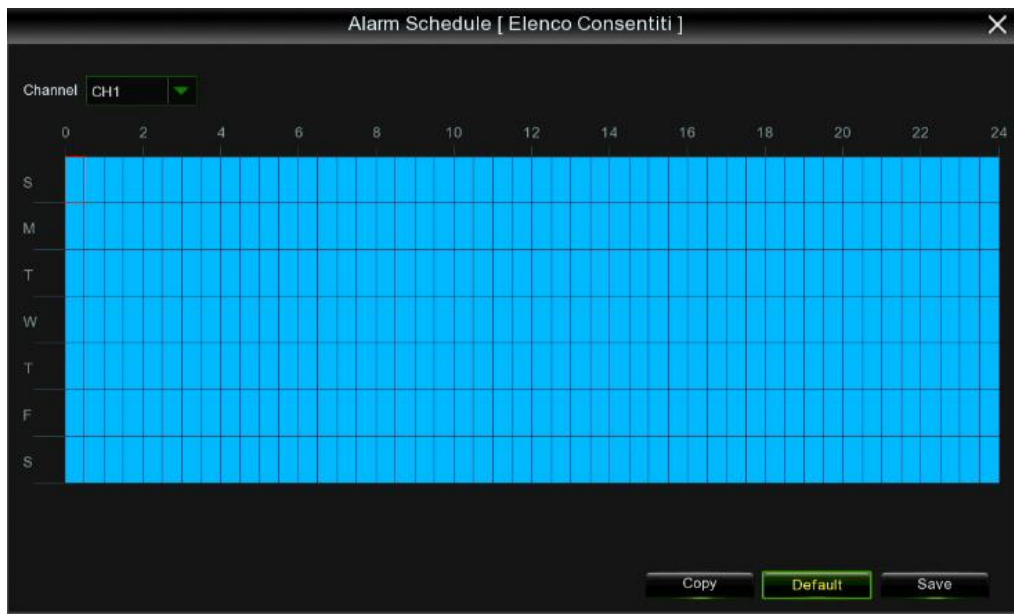 Alarm Schedule [ Elenco Consentiti ]
Channel CH1
0 2 4 6 8 10 12 14 16 18 20 22 24
S
M
T
W
T
F
S
Copy Default Save